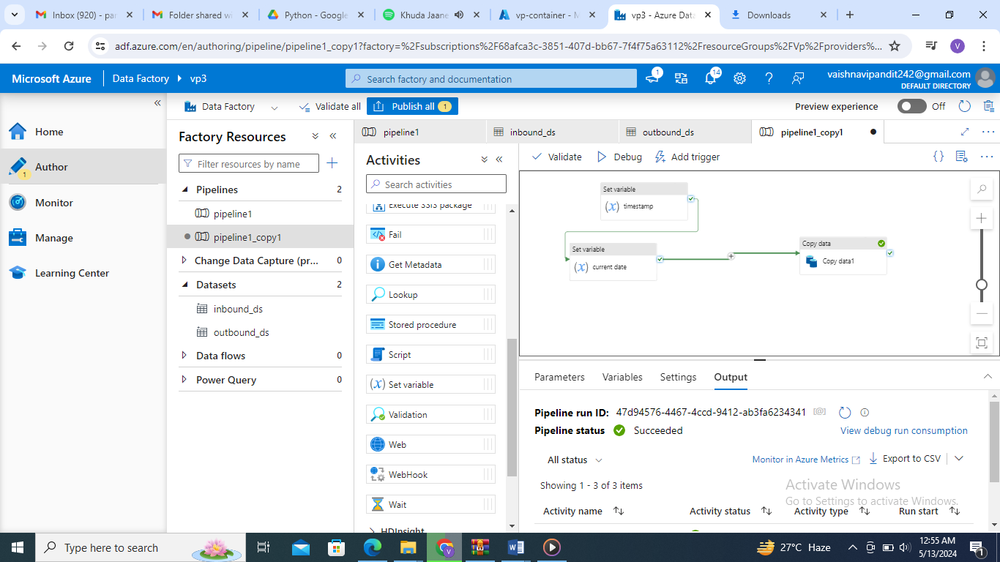 Inbox (920) - pa
Folder shared wi
Python - Google
Khuda Jaane
vp-container - M
vp3 - Azure Data
Downloads
adf.azure.com/en/authoring/pipeline/pipeline1_copy1?factory=%2Fsubscriptions%2F68afca3c-3851-407d-bb67-7f4f75a63112%2FresourceGroups%2FVp%2Fproviders%2...
V
Microsoft Azure
Data Factory
vp3
Search factory and documentation
1
14
vaishnavipandit242@gmail.com
DEFAULT DIRECTORY
Data Factory
Validate all
Publish all 1
Preview experience
Off
Home
Author
1
Monitor
Manage
Learning Center
Factory Resources
Filter resources by name
Pipelines 2
pipeline1
pipeline1_copy1
Change Data Capture (pr... 0
Datasets 2
inbound_ds
outbound_ds
Data flows 0
Power Query 0
pipeline1
inbound_ds
outbound_ds
pipeline1_copy1
Activities
Search activities
Execute SSIS package
Fail
Get Metadata
Lookup
Stored procedure
Script
(x) Set variable
Validation
Web
WebHook
Wait
HDInsight
Validate
Debug
Add trigger
{}
Set variable
(x) timestamp
Set variable
(x) current date
Copy data
Copy data1
Parameters
Variables
Settings
Output
Pipeline run ID: 47d94576-4467-4ccd-9412-ab3fa6234341
Pipeline status Succeeded
View debug run consumption
All status
Monitor in Azure Metrics
Export to CSV
Showing 1 - 3 of 3 items
Activate Windows
Go to Settings to activate Windows.
Activity name
Activity status
Activity type
Run start
Type here to search
27°C Haze
12:55 AM
5/13/2024
1